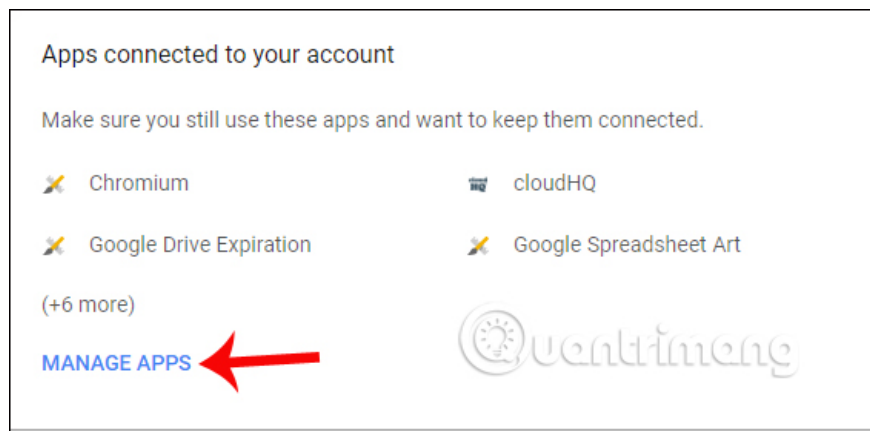 Apps connected to your account
Make sure you still use these apps and want to keep them connected.
Chromium
cloudHQ
Google Drive Expiration
Google Spreadsheet Art
(+6 more)
MANAGE APPS
Quantrimang